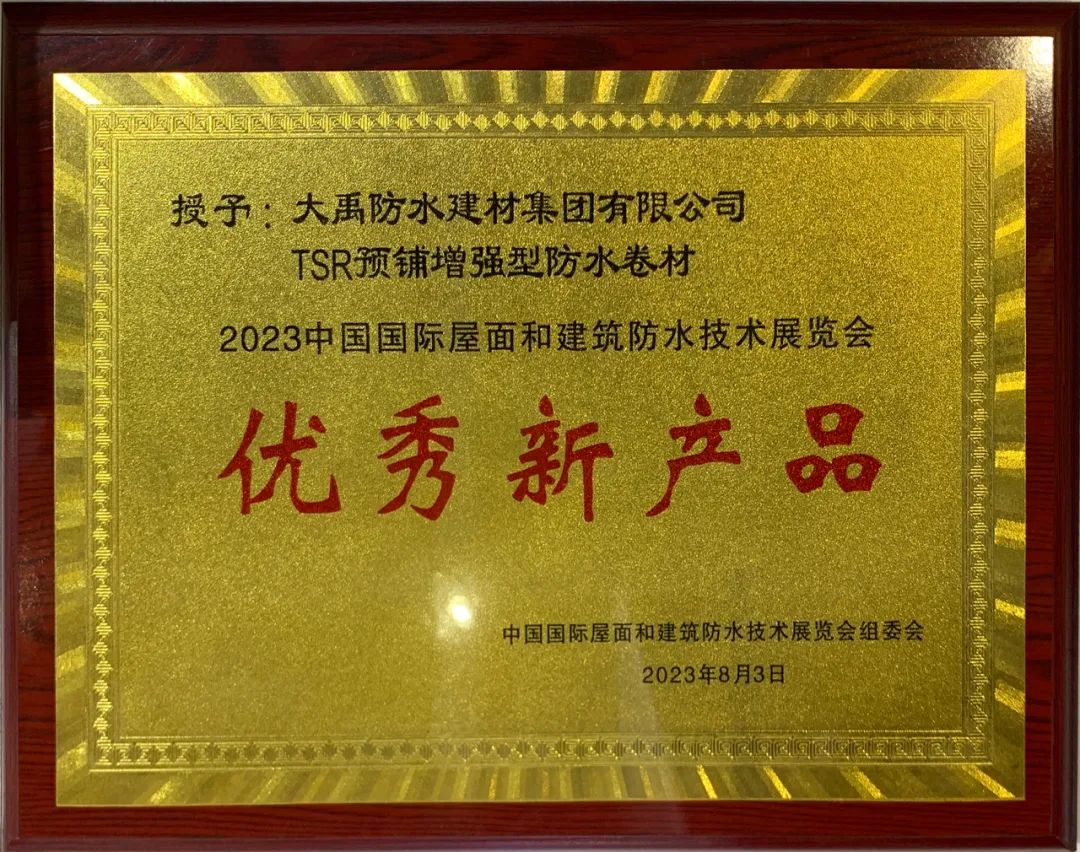 授予：大禹防水建材集团有限公司
TSR预铺增强型防水卷材
2023中国国际屋面和建筑防水技术展览会
优秀新产品
中国国际屋面和建筑防水技术展览会组委会
2023年8月3日